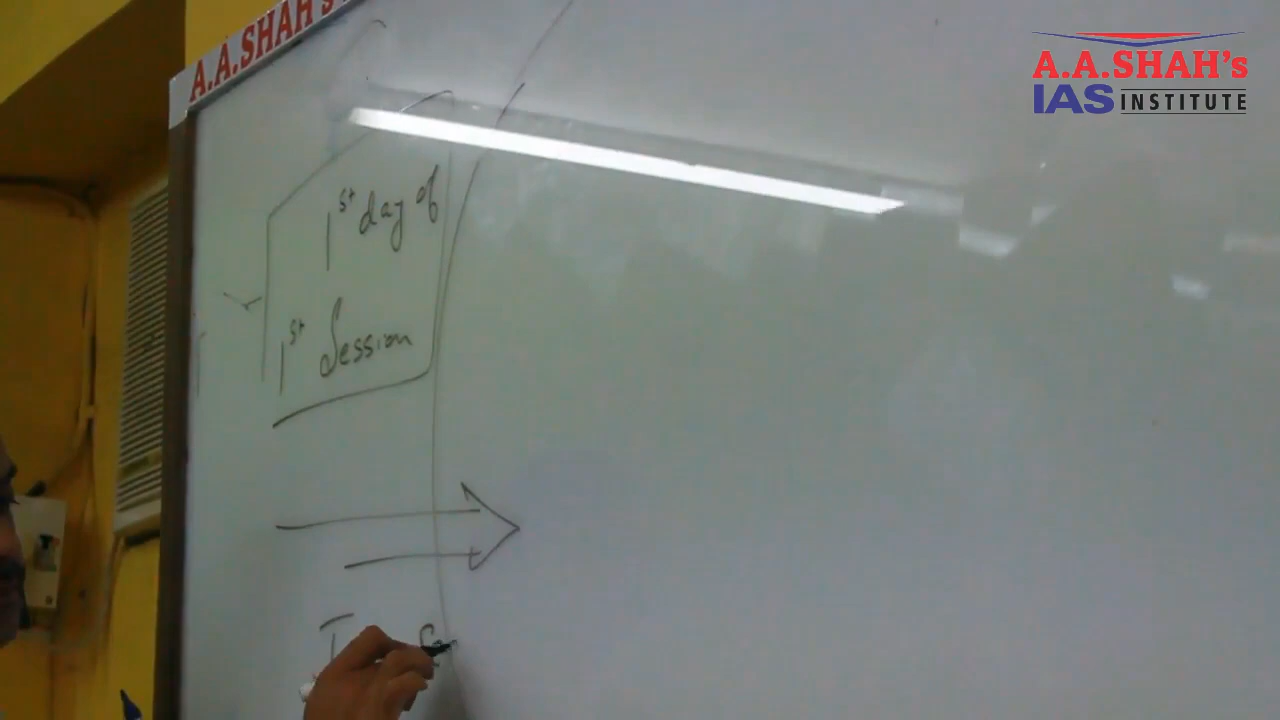 A.A.SHAH's
A.A.SHAH's
IAS INSTITUTE
1st day of
1st Session